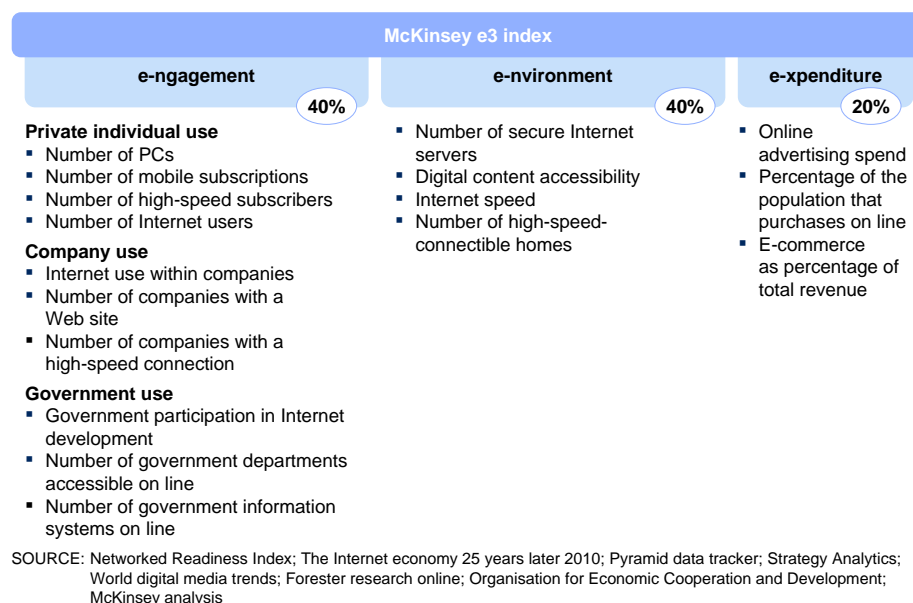 McKinsey e3 index
e-ngagement
40%
Private individual use
▪ Number of PCs
▪ Number of mobile subscriptions
▪ Number of high-speed subscribers
▪ Number of Internet users
Company use
▪ Internet use within companies
▪ Number of companies with a
Web site
▪ Number of companies with a
high-speed connection
Government use
▪ Government participation in Internet
development
▪ Number of government departments
accessible on line
▪ Number of government information
systems on line
e-nvironment
40%
▪ Number of secure Internet
servers
▪ Digital content accessibility
▪ Internet speed
▪ Number of high-speed-
connectible homes
e-xpenditure
20%
▪ Online
advertising spend
▪ Percentage of the
population that
purchases on line
▪ E-commerce
as percentage of
total revenue
SOURCE: Networked Readiness Index; The Internet economy 25 years later 2010; Pyramid data tracker; Strategy Analytics;
World digital media trends; Forester research online; Organisation for Economic Cooperation and Development;
McKinsey analysis